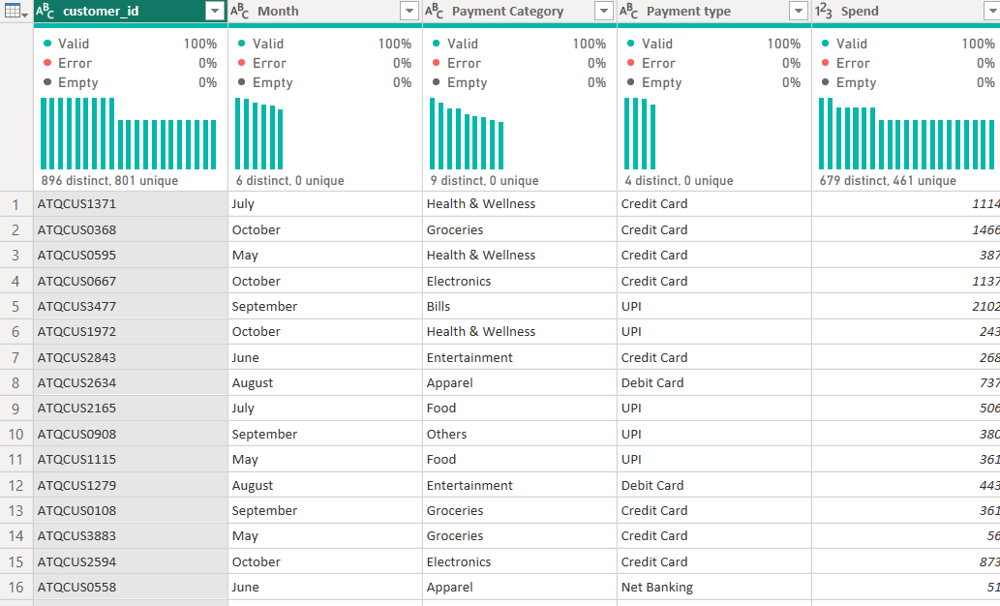 ABC customer_id ABC Month ABC Payment Category ABC Payment type 123 Spend
Valid 100% Valid 100% Valid 100% Valid 100% Valid 100%
Error 0% Error 0% Error 0% Error 0% Error 0%
Empty 0% Empty 0% Empty 0% Empty 0% Empty 0%
896 distinct, 801 unique 6 distinct, 0 unique 9 distinct, 0 unique 4 distinct, 0 unique 679 distinct, 461 unique
1 ATQCUS1371 July Health & Wellness Credit Card 1114
2 ATQCUS0368 October Groceries Credit Card 1466
3 ATQCUS0595 May Health & Wellness Credit Card 387
4 ATQCUS0667 October Electronics Credit Card 1137
5 ATQCUS3477 September Bills UPI 2102
6 ATQCUS1972 October Health & Wellness UPI 243
7 ATQCUS2843 June Entertainment Credit Card 268
8 ATQCUS2634 August Apparel Debit Card 737
9 ATQCUS2165 July Food UPI 506
10 ATQCUS0908 September Others UPI 380
11 ATQCUS1115 May Food UPI 361
12 ATQCUS1279 August Entertainment Debit Card 443
13 ATQCUS0108 September Groceries Credit Card 361
14 ATQCUS3883 May Groceries Credit Card 56
15 ATQCUS2594 October Electronics Credit Card 873
16 ATQCUS0558 June Apparel Net Banking 51